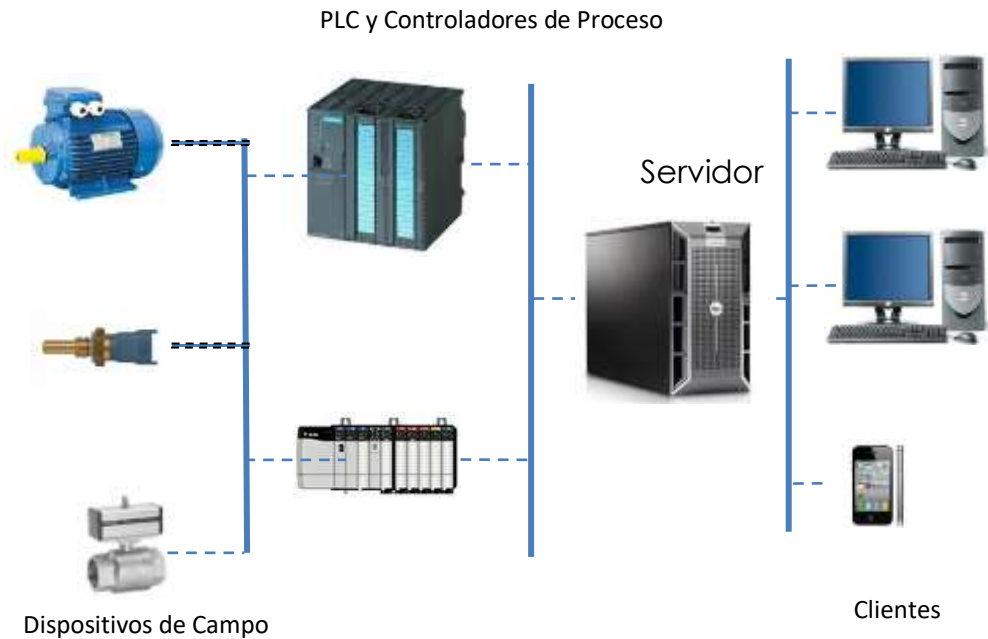 PLC y Controladores de Proceso
Servidor
Dispositivos de Campo
Clientes